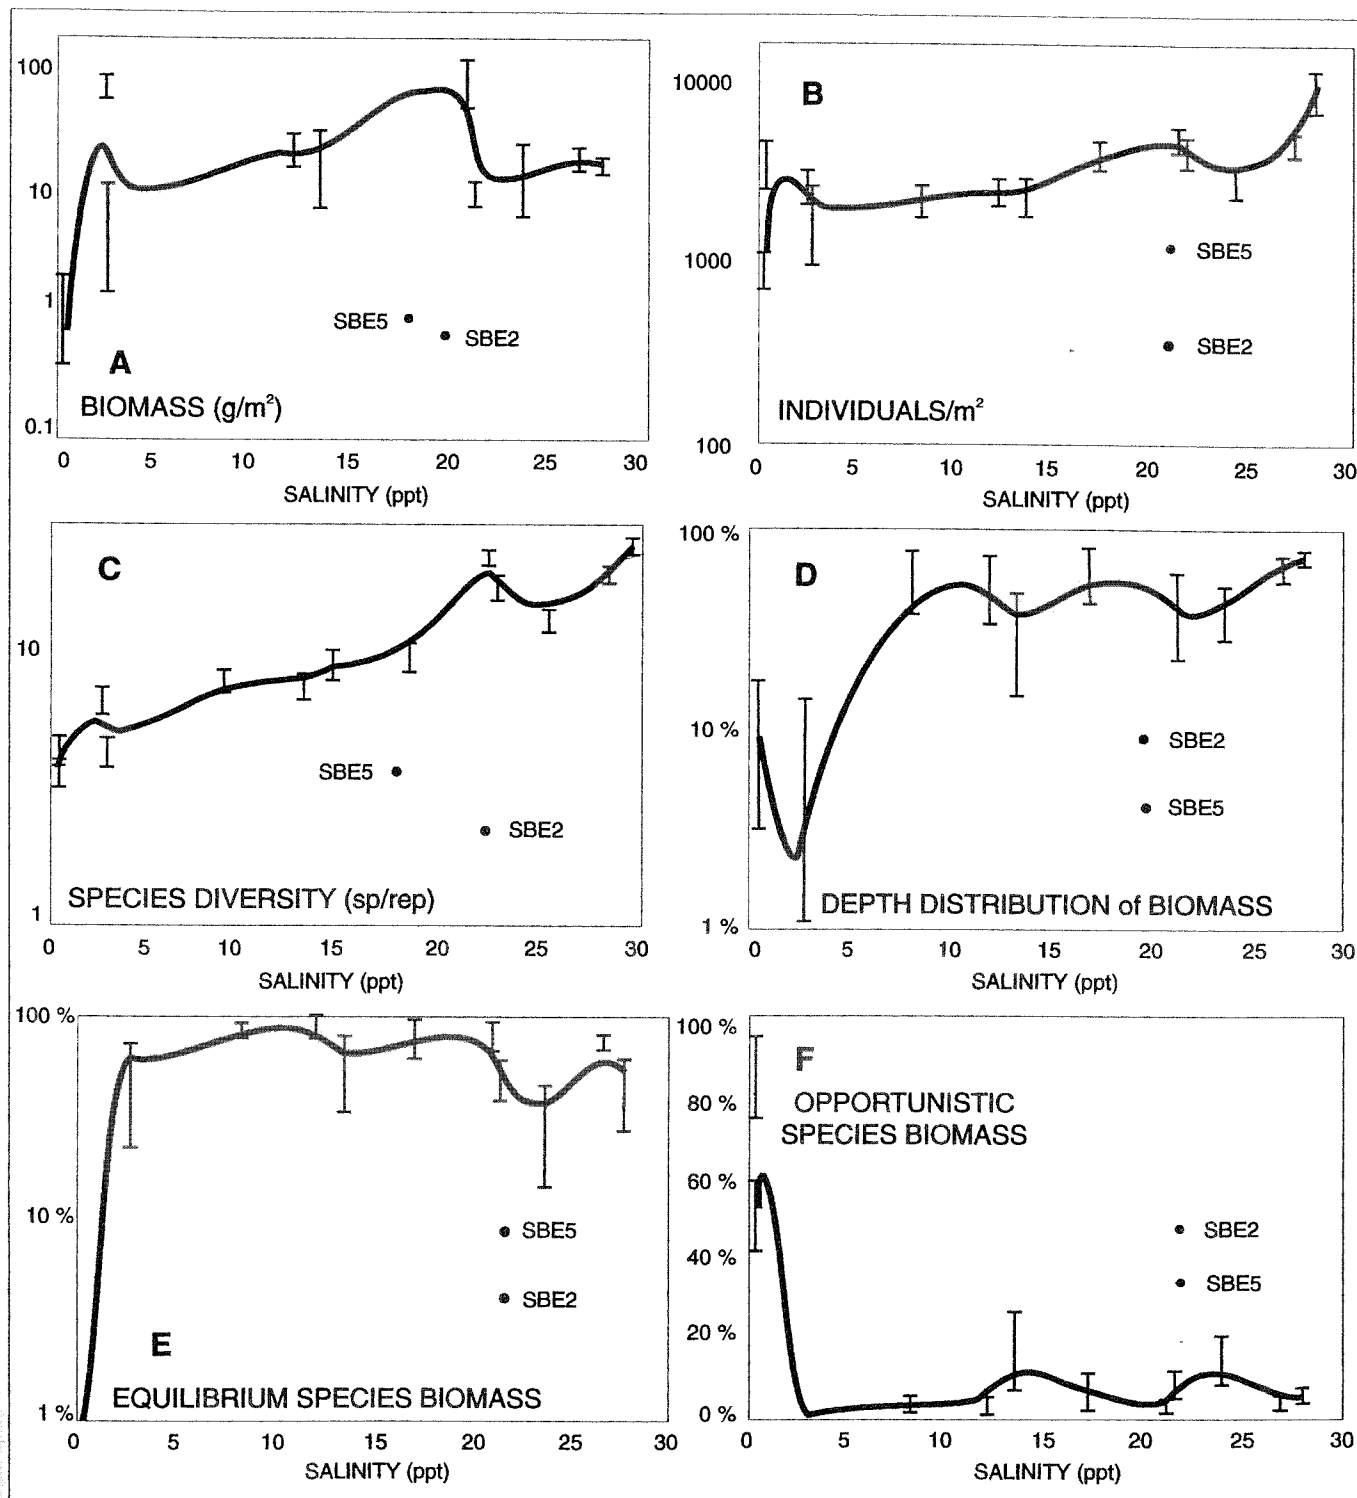 100
10
1
0.1
A
BIOMASS (g/m²)
SBE5
SBE2
0 5 10 15 20 25 30
SALINITY (ppt)
10000
1000
100
B
SBE5
SBE2
INDIVIDUALS/m²
0 5 10 15 20 25 30
SALINITY (ppt)
C
10
1
SBE5
SBE2
SPECIES DIVERSITY (sp/rep)
0 5 10 15 20 25 30
SALINITY (ppt)
100 %
10 %
1 %
D
SBE2
SBE5
DEPTH DISTRIBUTION of BIOMASS
0 5 10 15 20 25 30
SALINITY (ppt)
100 %
10 %
1 %
SBE5
SBE2
E
EQUILIBRIUM SPECIES BIOMASS
0 5 10 15 20 25 30
SALINITY (ppt)
100 %
80 %
60 %
40 %
20 %
0 %
F
OPPORTUNISTIC
SPECIES BIOMASS
SBE2
SBE5
0 5 10 15 20 25 30
SALINITY (ppt)